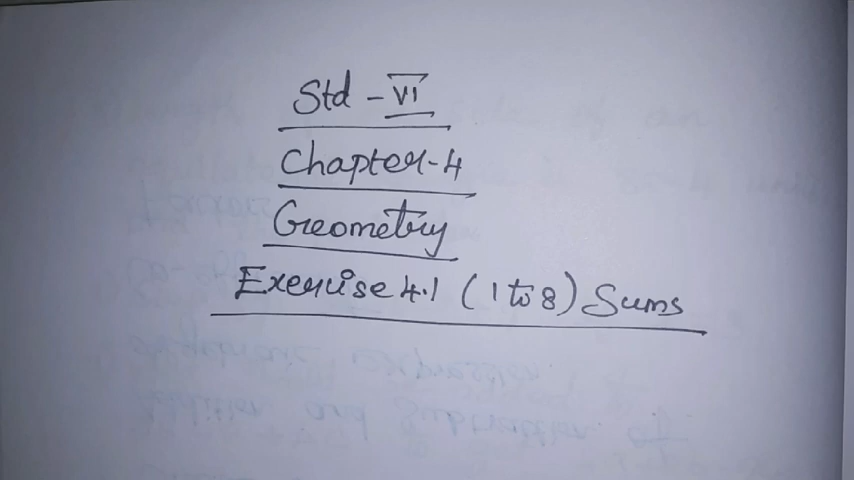 Std - VI
Chapter-4
Geometry
Exercise 4.1 ( 1 to 8 ) Sums